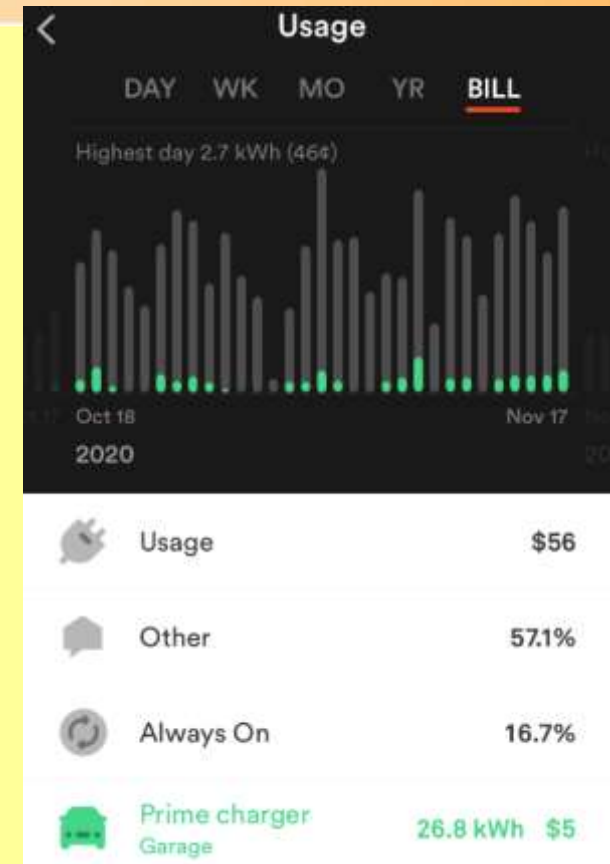 Usage
DAY WK MO YR BILL
Highest day 2.7 kWh (46¢)
Oct 18 Nov 17
2020
Usage $56
Other 57.1%
Always On 16.7%
Prime charger 26.8 kWh $5
Garage